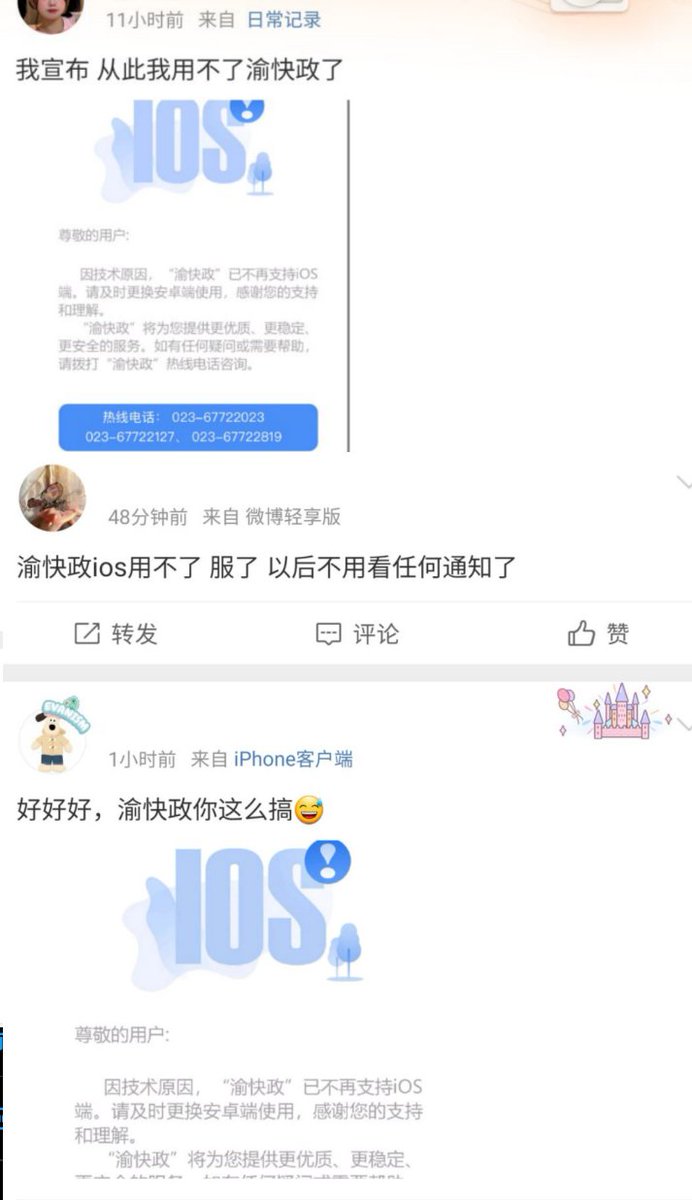 11小时前 来自 日常记录
我宣布 从此我用不了渝快政了
IOS
尊敬的用户:
因技术原因，“渝快政”已不再支持iOS
端。请及时更换安卓端使用，感谢您的支持
和理解。
“渝快政”将为您提供更优质、更稳定、
更安全的服务。如有任何疑问或需要帮助，
请拨打“渝快政”热线电话咨询。
热线电话： 023-67722023
023-67722127、 023-67722819
48分钟前 来自 微博轻享版
渝快政ios用不了 服了 以后不用看任何通知了
转发 评论 赞
SVANTISM
1小时前 来自 iPhone客户端
好好好，渝快政你这么搞😅
IOS
尊敬的用户:
因技术原因，“渝快政”已不再支持iOS
端。请及时更换安卓端使用，感谢您的支持
和理解。
“渝快政”将为您提供更优质、更稳定、